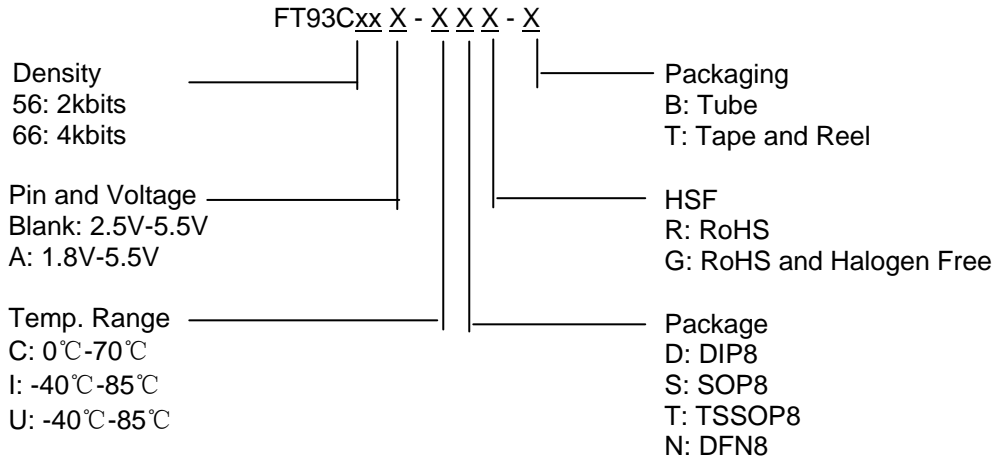 FT93Cxx X - X X X - X
Density
56: 2kbits
66: 4kbits
Pin and Voltage
Blank: 2.5V-5.5V
A: 1.8V-5.5V
Temp. Range
C: 0℃-70℃
I: -40℃-85℃
U: -40℃-85℃
Packaging
B: Tube
T: Tape and Reel
HSF
R: RoHS
G: RoHS and Halogen Free
Package
D: DIP8
S: SOP8
T: TSSOP8
N: DFN8